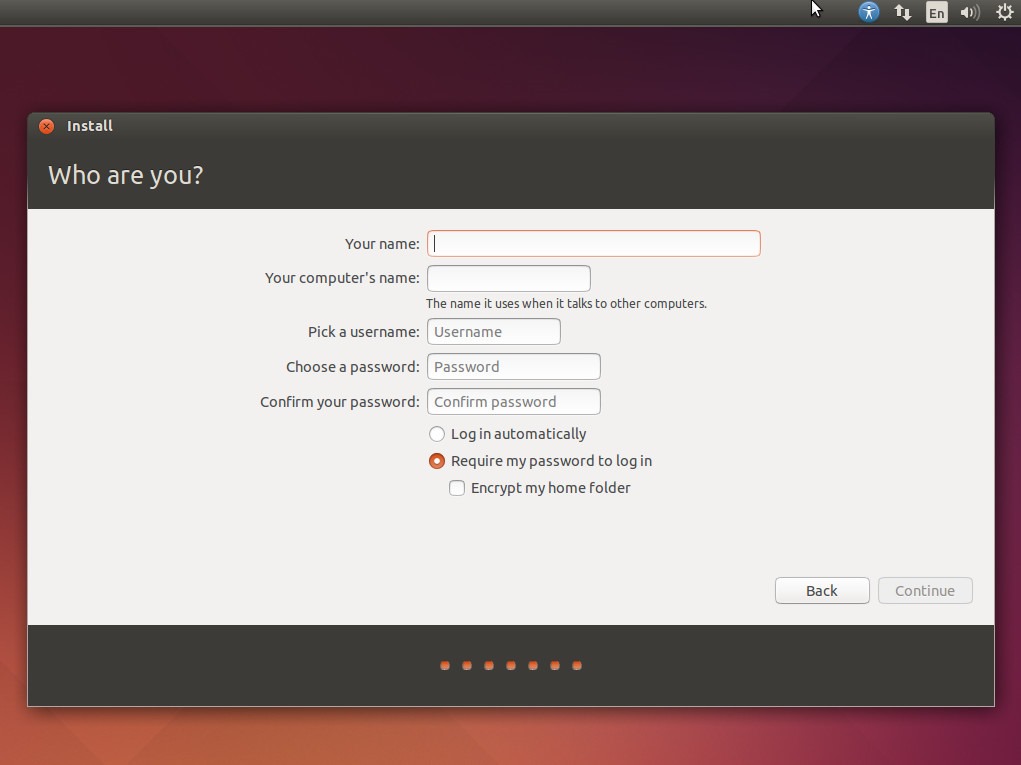 En
Install
Who are you?
Your name:
Your computer's name:
The name it uses when it talks to other computers.
Pick a username: Username
Choose a password: Password
Confirm your password: Confirm password
Log in automatically
Require my password to log in
Encrypt my home folder
Back Continue